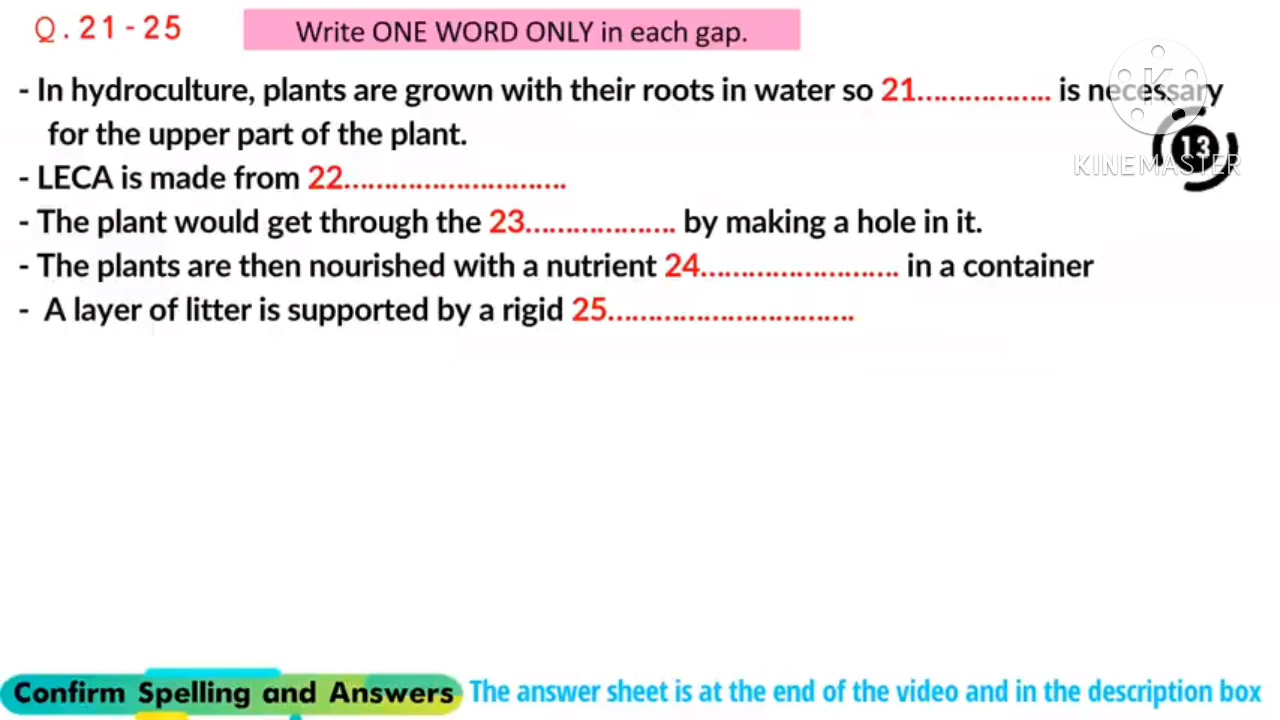 Q.21-25
Write ONE WORD ONLY in each gap.
- In hydroculture, plants are grown with their roots in water so 21................. is necessary
for the upper part of the plant.
13
KINEMASTER
- LECA is made from 22............................
- The plant would get through the 23................... by making a hole in it.
- The plants are then nourished with a nutrient 24......................... in a container
- A layer of litter is supported by a rigid 25...............................
Confirm Spelling and Answers
The answer sheet is at the end of the video and in the description box